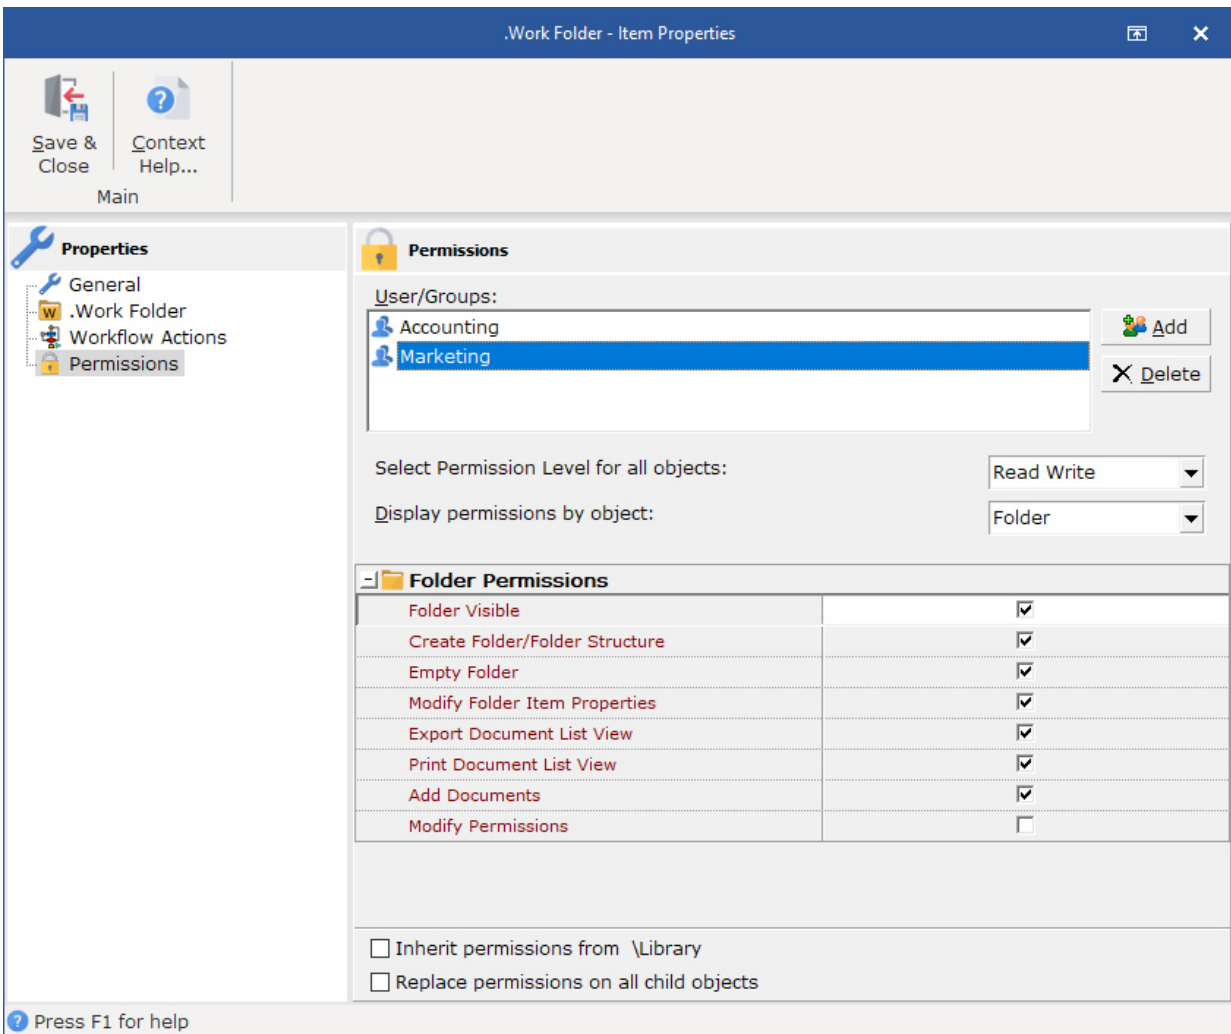 .Work Folder - Item Properties
Save & Close
Context Help...
Main
Properties
General
W .Work Folder
Workflow Actions
Permissions
Permissions
User/Groups:
Accounting
Marketing
Add
Delete
Select Permission Level for all objects:
Read Write
Display permissions by object:
Folder
Folder Permissions
Folder Visible
Create Folder/Folder Structure
Empty Folder
Modify Folder Item Properties
Export Document List View
Print Document List View
Add Documents
Modify Permissions
Inherit permissions from \Library
Replace permissions on all child objects
Press F1 for help